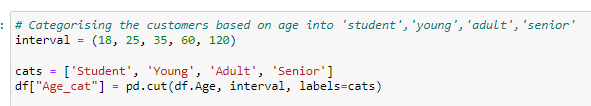 : # Categorising the customers based on age into 'student','young','adult','senior'
interval = (18, 25, 35, 60, 120)
cats = ['Student', 'Young', 'Adult', 'Senior']
df["Age_cat"] = pd.cut(df.Age, interval, labels=cats)